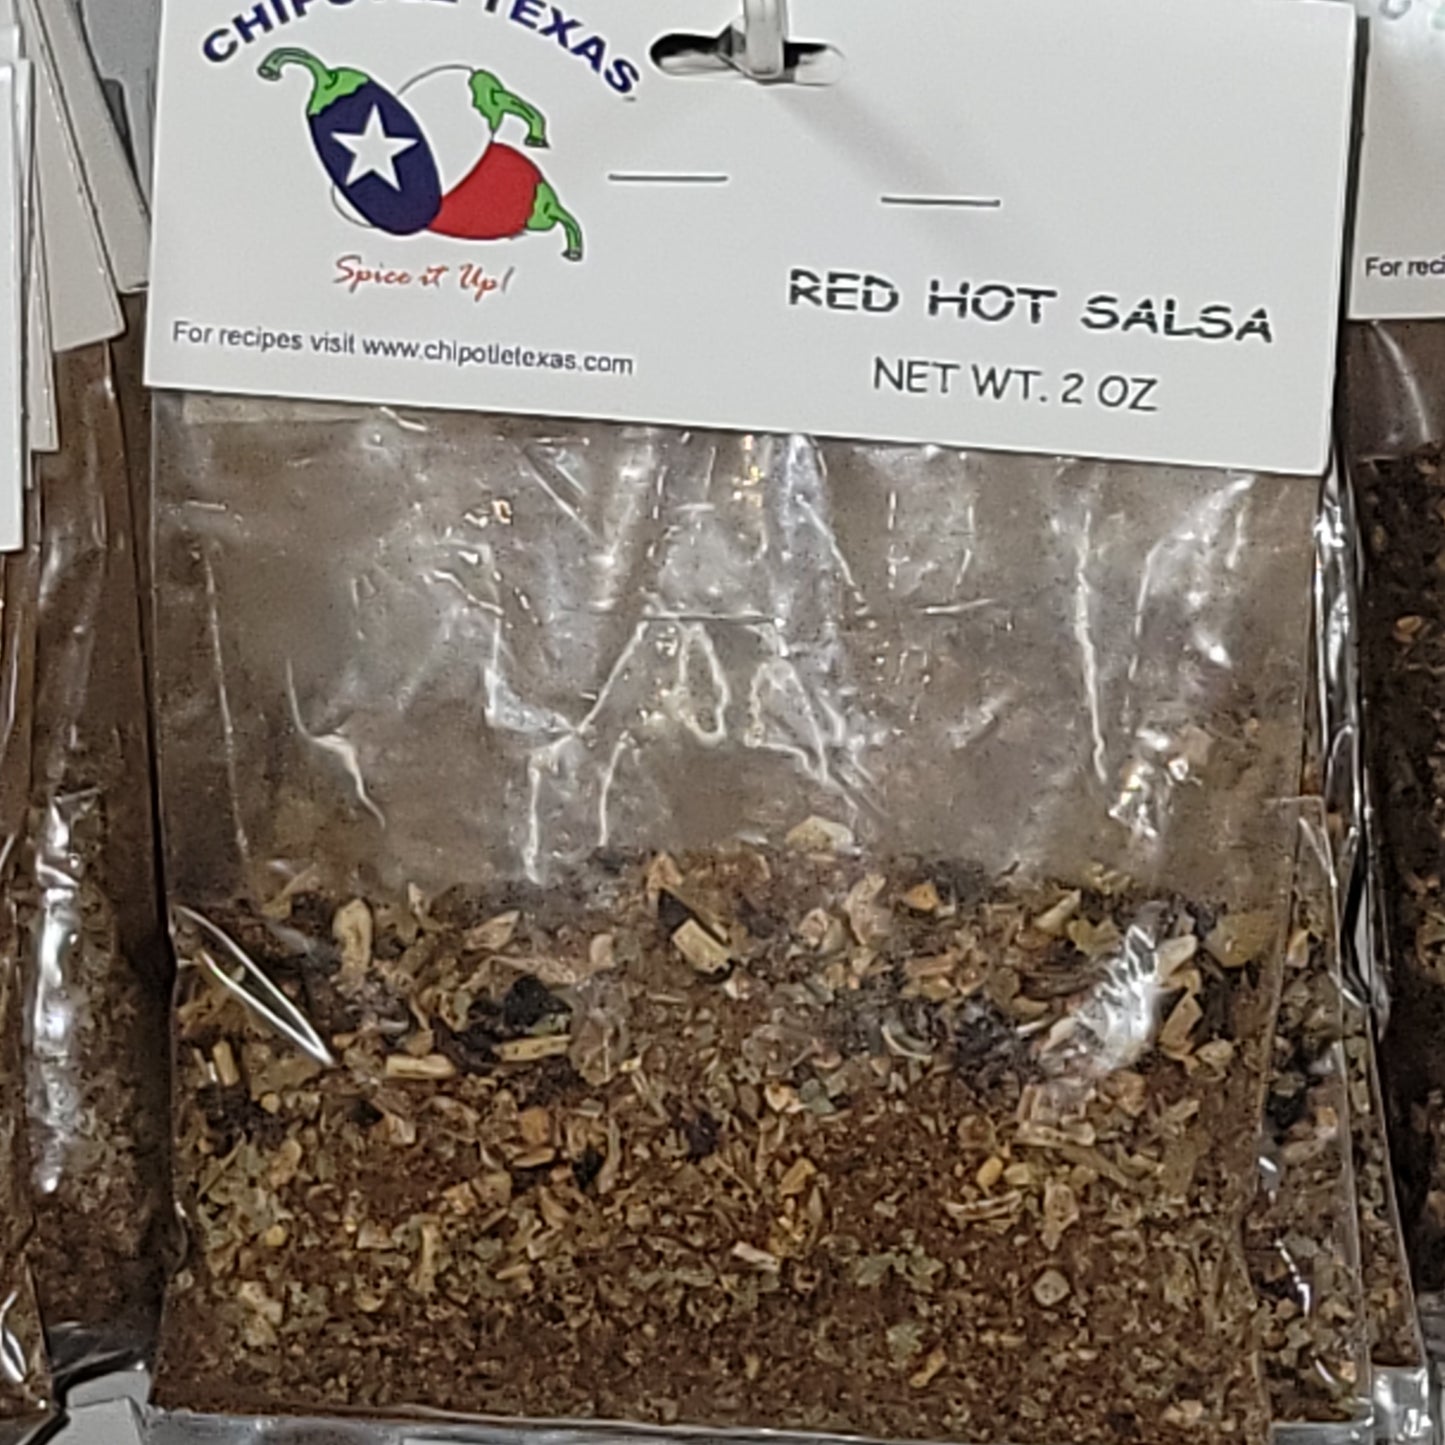 CHIPOTLE TEXAS
Spice it Up!
For recipes visit www.chipotletexas.com
RED HOT SALSA
NET WT. 2 OZ
For reci